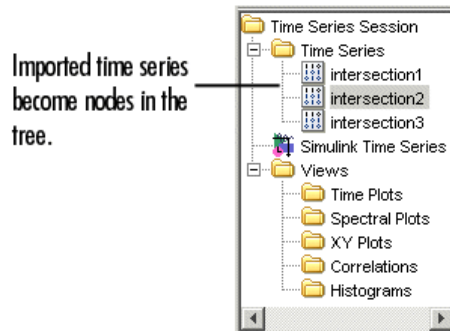 Imported time series
become nodes in the
tree.
Time Series Session
Time Series
intersection1
intersection2
intersection3
Simulink Time Series
Views
Time Plots
Spectral Plots
XY Plots
Correlations
Histograms